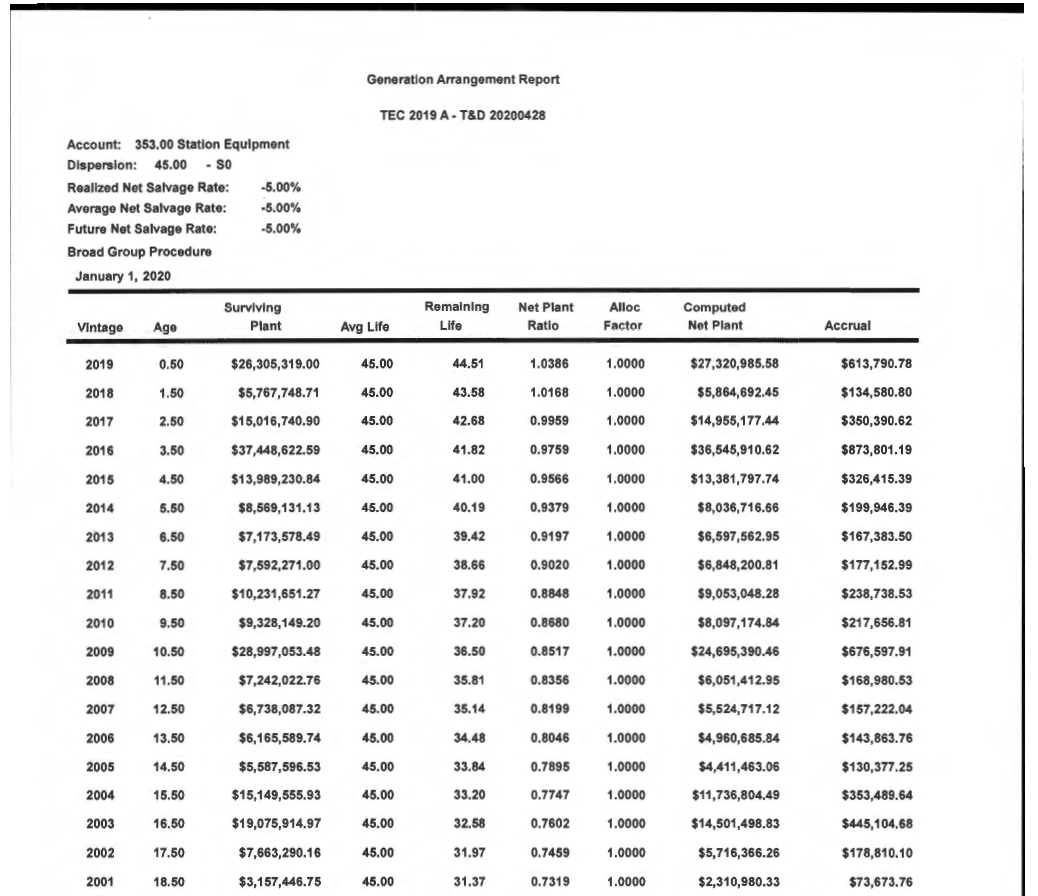 Generation Arrangement Report
TEC 2019 A - T&D 20200428
Account: 353.00 Station Equipment
Dispersion: 45.00 - S0
Realized Net Salvage Rate: -5.00%
Average Net Salvage Rate: -5.00%
Future Net Salvage Rate: -5.00%
Broad Group Procedure
January 1, 2020
Surviving Remaining Net Plant Alloc Computed
Vintage Age Plant Avg Life Life Ratio Factor Net Plant Accrual
2019 0.50 $26,305,319.00 45.00 44.51 1.0386 1.0000 $27,320,985.58 $613,790.78
2018 1.50 $5,767,748.71 45.00 43.58 1.0168 1.0000 $5,864,692.45 $134,580.80
2017 2.50 $15,016,740.90 45.00 42.68 0.9959 1.0000 $14,955,177.44 $350,390.62
2016 3.50 $37,448,622.59 45.00 41.82 0.9759 1.0000 $36,545,910.62 $873,801.19
2015 4.50 $13,989,230.84 45.00 41.00 0.9566 1.0000 $13,381,797.74 $326,415.39
2014 5.50 $8,569,131.13 45.00 40.19 0.9379 1.0000 $8,036,716.66 $199,946.39
2013 6.50 $7,173,578.49 45.00 39.42 0.9197 1.0000 $6,597,562.95 $167,383.50
2012 7.50 $7,592,271.00 45.00 38.66 0.9020 1.0000 $6,848,200.81 $177,152.99
2011 8.50 $10,231,651.27 45.00 37.92 0.8848 1.0000 $9,053,048.28 $238,738.53
2010 9.50 $9,328,149.20 45.00 37.20 0.8680 1.0000 $8,097,174.84 $217,656.81
2009 10.50 $28,997,053.48 45.00 36.50 0.8517 1.0000 $24,695,390.46 $676,597.91
2008 11.50 $7,242,022.76 45.00 35.81 0.8356 1.0000 $6,051,412.95 $168,980.53
2007 12.50 $6,738,087.32 45.00 35.14 0.8199 1.0000 $5,524,717.12 $157,222.04
2006 13.50 $6,165,589.74 45.00 34.48 0.8046 1.0000 $4,960,685.84 $143,863.76
2005 14.50 $5,587,596.53 45.00 33.84 0.7895 1.0000 $4,411,463.06 $130,377.25
2004 15.50 $15,149,555.93 45.00 33.20 0.7747 1.0000 $11,736,804.49 $353,489.64
2003 16.50 $19,075,914.97 45.00 32.58 0.7602 1.0000 $14,501,498.83 $445,104.68
2002 17.50 $7,663,290.16 45.00 31.97 0.7459 1.0000 $5,716,366.26 $178,810.10
2001 18.50 $3,157,446.75 45.00 31.37 0.7319 1.0000 $2,310,980.33 $73,673.76